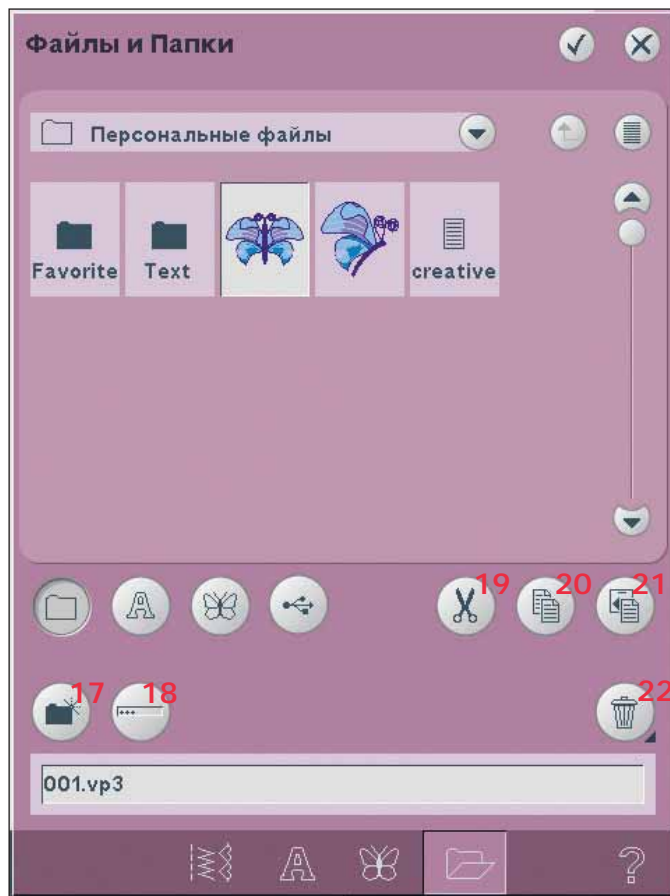 Файлы и Папки
Персональные файлы
Favorite Text creative
19 20 21
17 18 22
001.vp3